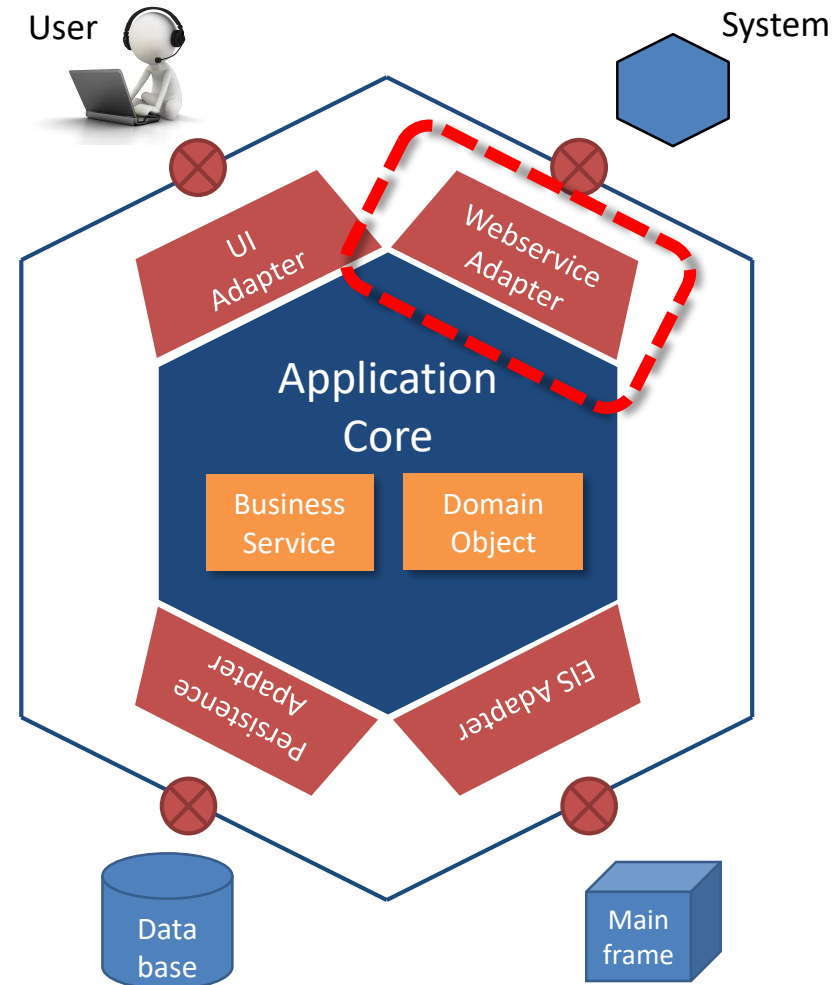 User
System
UI
Adapter
Webservice
Adapter
Application
Core
Business
Service
Domain
Object
Persistence
Apapter
EIS Adapter
Data
base
Main
frame